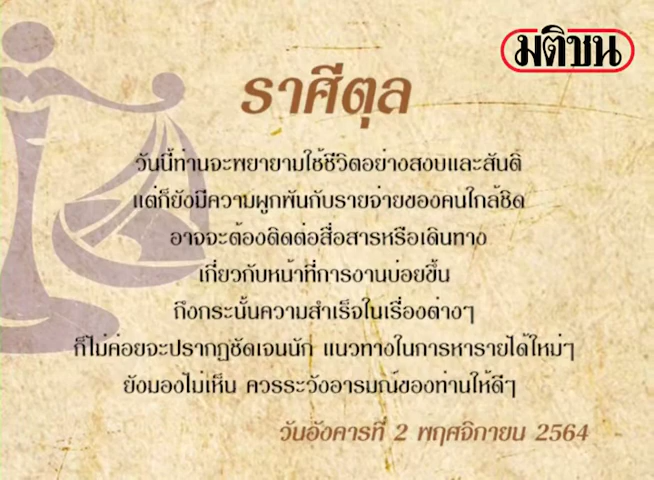 มติชน
ราศีตุล
วันนี้ท่านจะพยายามใช้ชีวิตอย่างสงบและสันติ
แต่ก็ยังมีความผูกพันกับรายจ่ายของคนใกล้ชิด
อาจจะต้องติดต่อสื่อสารหรือเดินทาง
เกี่ยวกับหน้าที่การงานบ่อยขึ้น
ถึงกระนั้นความสำเร็จในเรื่องต่างๆ
ก็ไม่ค่อยจะปรากฏชัดเจนนัก แนวทางในการหารายได้ใหม่ๆ
ยังมองไม่เห็น ควรระวังอารมณ์ของท่านให้ดีๆ
วันอังคารที่ 2 พฤศจิกายน 2564